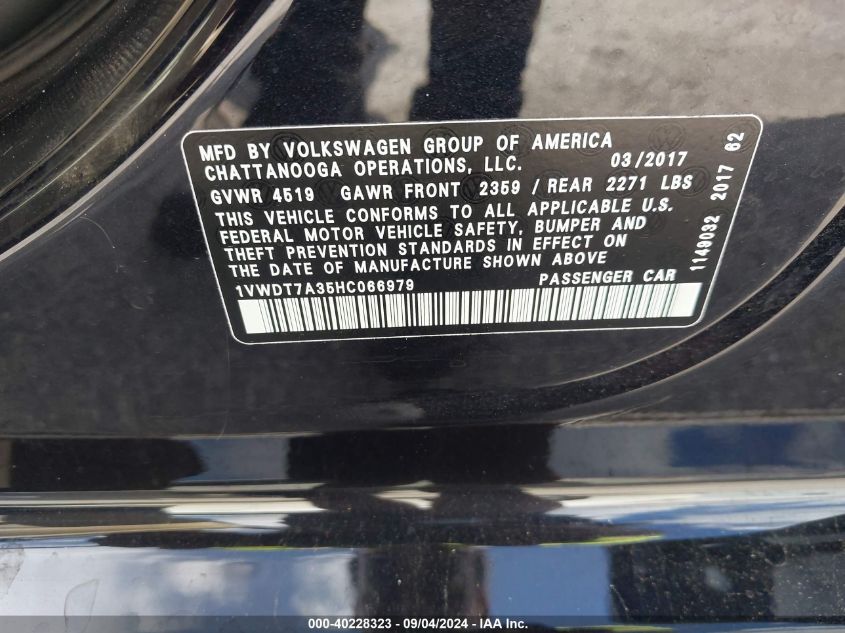 MFD BY VOLKSWAGEN GROUP OF AMERICA
CHATTANOOGA OPERATIONS, LLC. 03/2017
GVWR 4519 GAWR FRONT 2359 / REAR 2271 LBS
THIS VEHICLE CONFORMS TO ALL APPLICABLE U.S.
FEDERAL MOTOR VEHICLE SAFETY, BUMPER AND
THEFT PREVENTION STANDARDS IN EFFECT ON
THE DATE OF MANUFACTURE SHOWN ABOVE
1VWDT7A35HC066979 PASSENGER CAR
1149032 2017 62
000-40228323 - 09/04/2024 - IAA Inc.